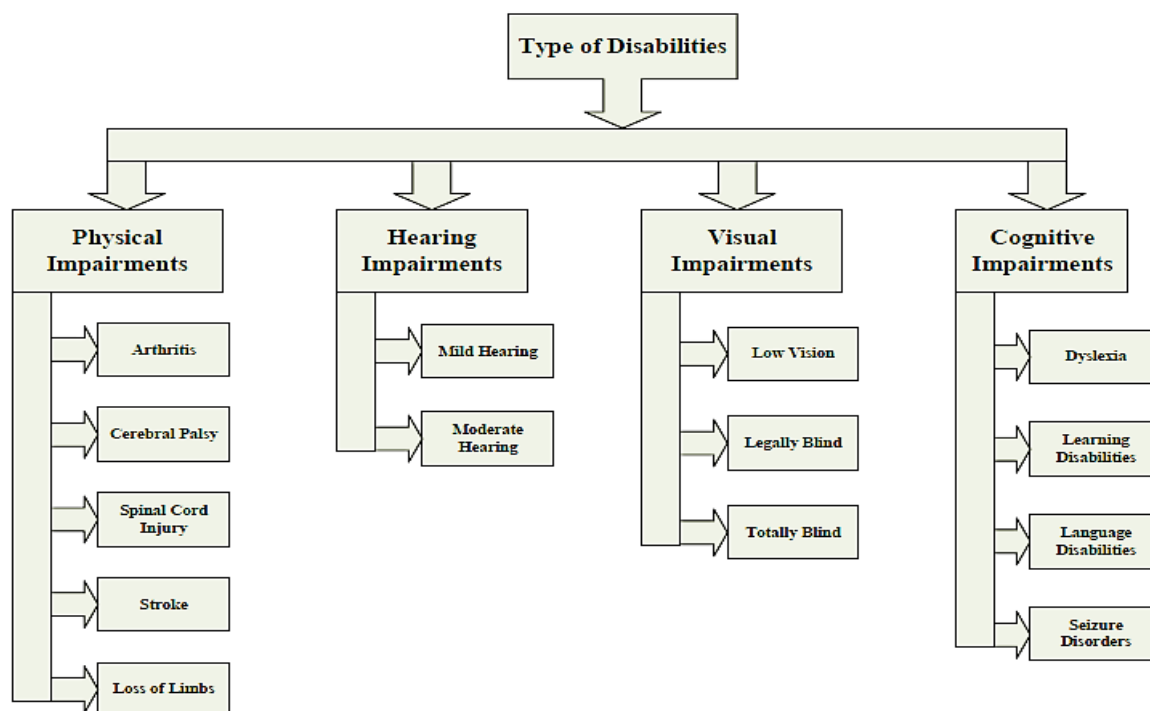 Type of Disabilities
Physical
Impairments
Arthritis
Cerebral Palsy
Spinal Cord
Injury
Stroke
Loss of Limbs
Hearing
Impairments
Mild Hearing
Moderate
Hearing
Visual
Impairments
Low Vision
Legally Blind
Totally Blind
Cognitive
Impairments
Dyslexia
Learning
Disabilities
Language
Disabilities
Seizure
Disorders